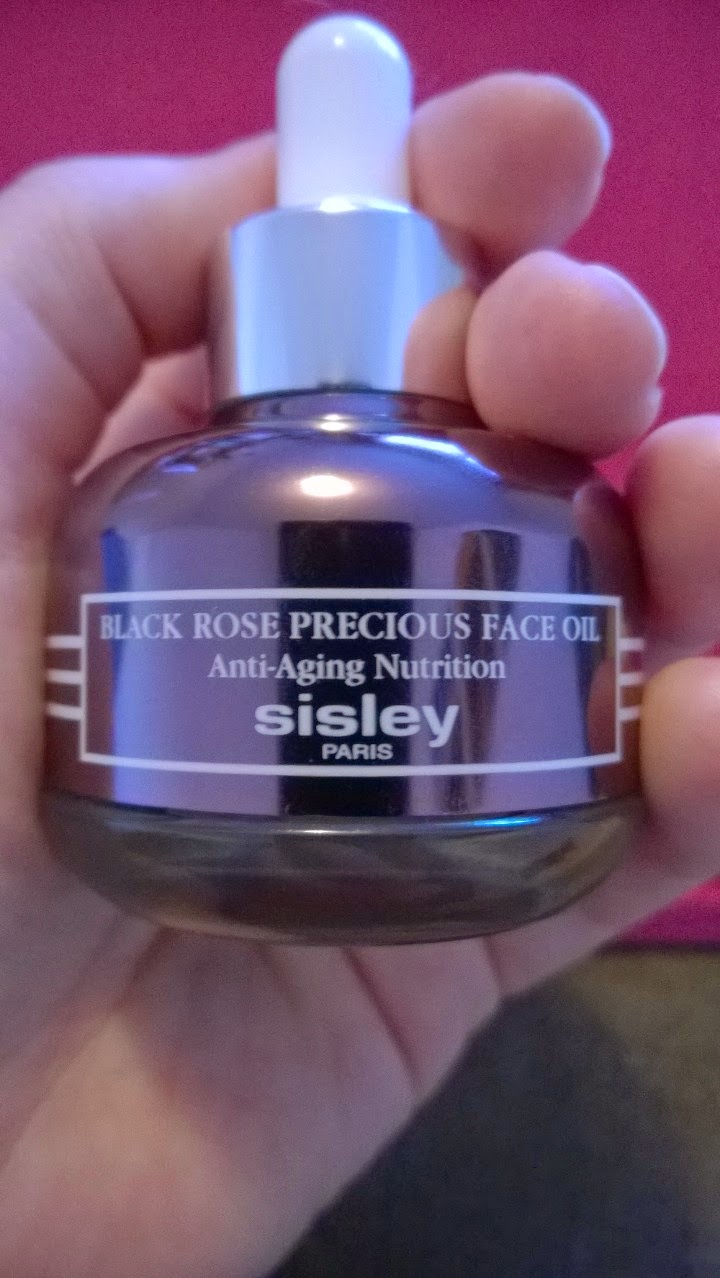 BLACK ROSE PRECIOUS FACE OIL
Anti-Aging Nutrition
sisley
PARIS